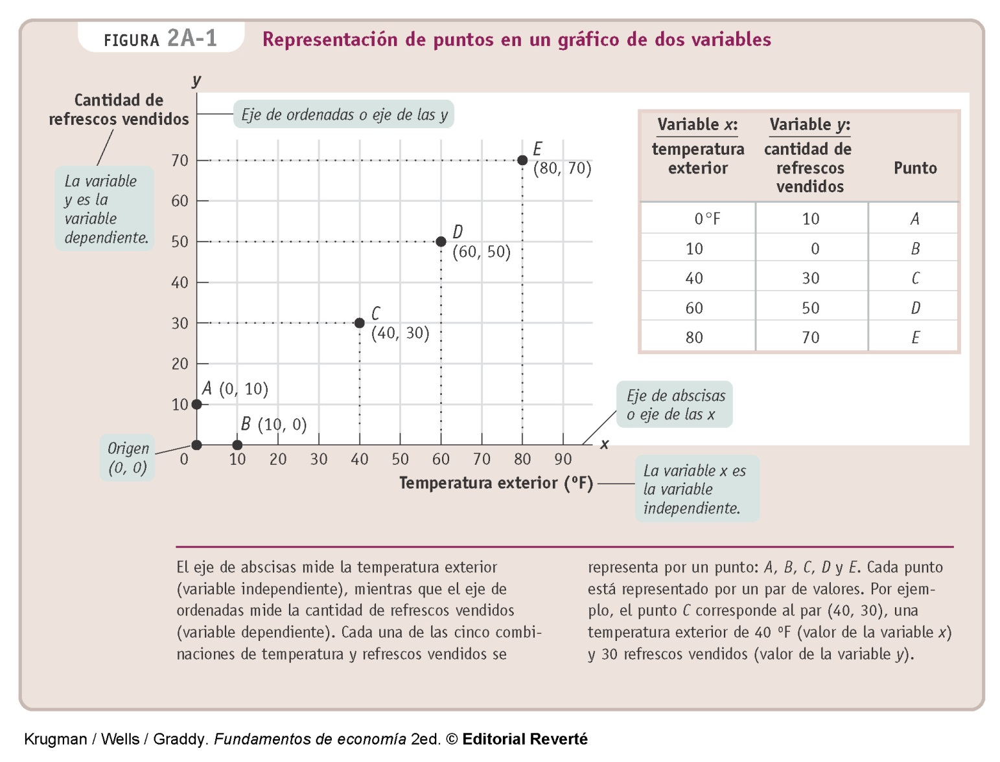 FIGURA 2A-1
Representación de puntos en un gráfico de dos variables
y
Cantidad de
refrescos vendidos
Eje de ordenadas o eje de las y
La variable
y es la
variable
dependiente.
70
60
50
40
30
20
10
E
(80, 70)
D
(60, 50)
C
(40, 30)
A (0, 10)
B (10, 0)
Origen
(0, 0)
0 10 20 30 40 50 60 70 80 90
x
Temperatura exterior (ºF)
Eje de abscisas
o eje de las x
La variable x es
la variable
independiente.
Variable x: Variable y:
temperatura cantidad de
exterior refrescos Punto
vendidos
0°F 10 A
10 0 B
40 30 C
60 50 D
80 70 E
El eje de abscisas mide la temperatura exterior
(variable independiente), mientras que el eje de
ordenadas mide la cantidad de refrescos vendidos
(variable dependiente). Cada una de las cinco combi-
naciones de temperatura y refrescos vendidos se
representa por un punto: A, B, C, D y E. Cada punto
está representado por un par de valores. Por ejem-
plo, el punto C corresponde al par (40, 30), una
temperatura exterior de 40 ºF (valor de la variable x)
y 30 refrescos vendidos (valor de la variable y).
Krugman / Wells / Graddy. Fundamentos de economía 2ed. © Editorial Reverté